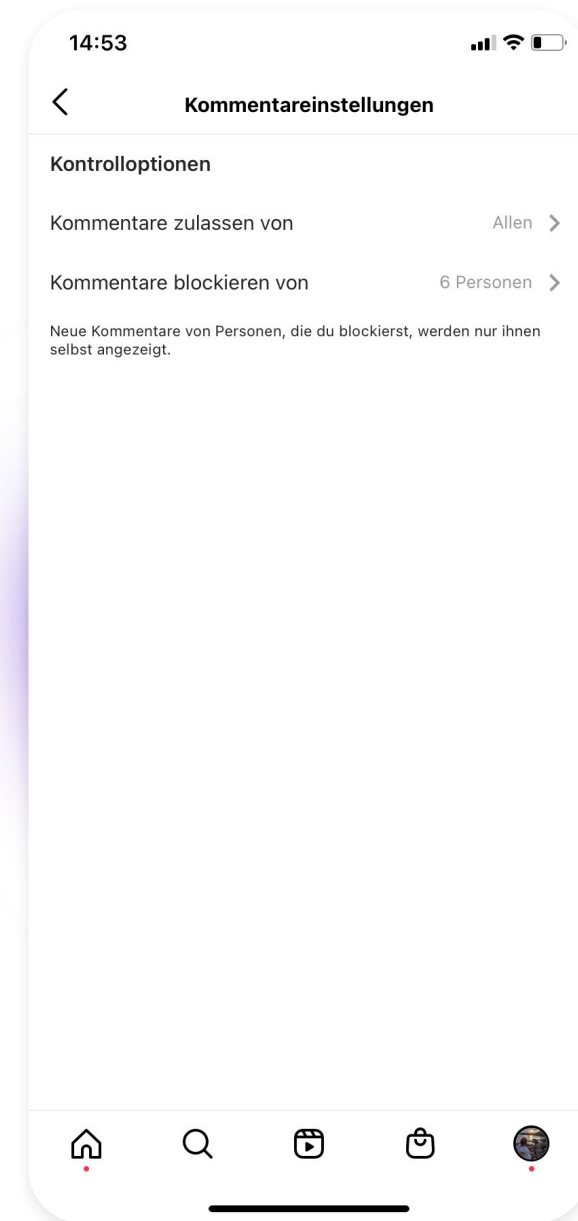 14:53
Kommentareinstellungen
Kontrolloptionen
Kommentare zulassen von Allen
Kommentare blockieren von 6 Personen
Neue Kommentare von Personen, die du blockierst, werden nur ihnen
selbst angezeigt.